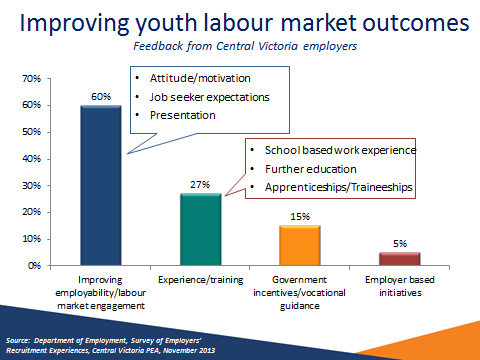 Improving youth labour market outcomes
Feedback from Central Victoria employers
70%
60%
50%
40%
30%
20%
10%
0%
60%
27%
15%
5%
• Attitude/motivation
• Job seeker expectations
• Presentation
• School based work experience
• Further education
• Apprenticeships/Traineeships
Improving
employability/labour
market engagement
Experience/training
Government
incentives/vocational
guidance
Employer based
initiatives
Source: Department of Employment, Survey of Employers'
Recruitment Experiences, Central Victoria PEA, November 2013